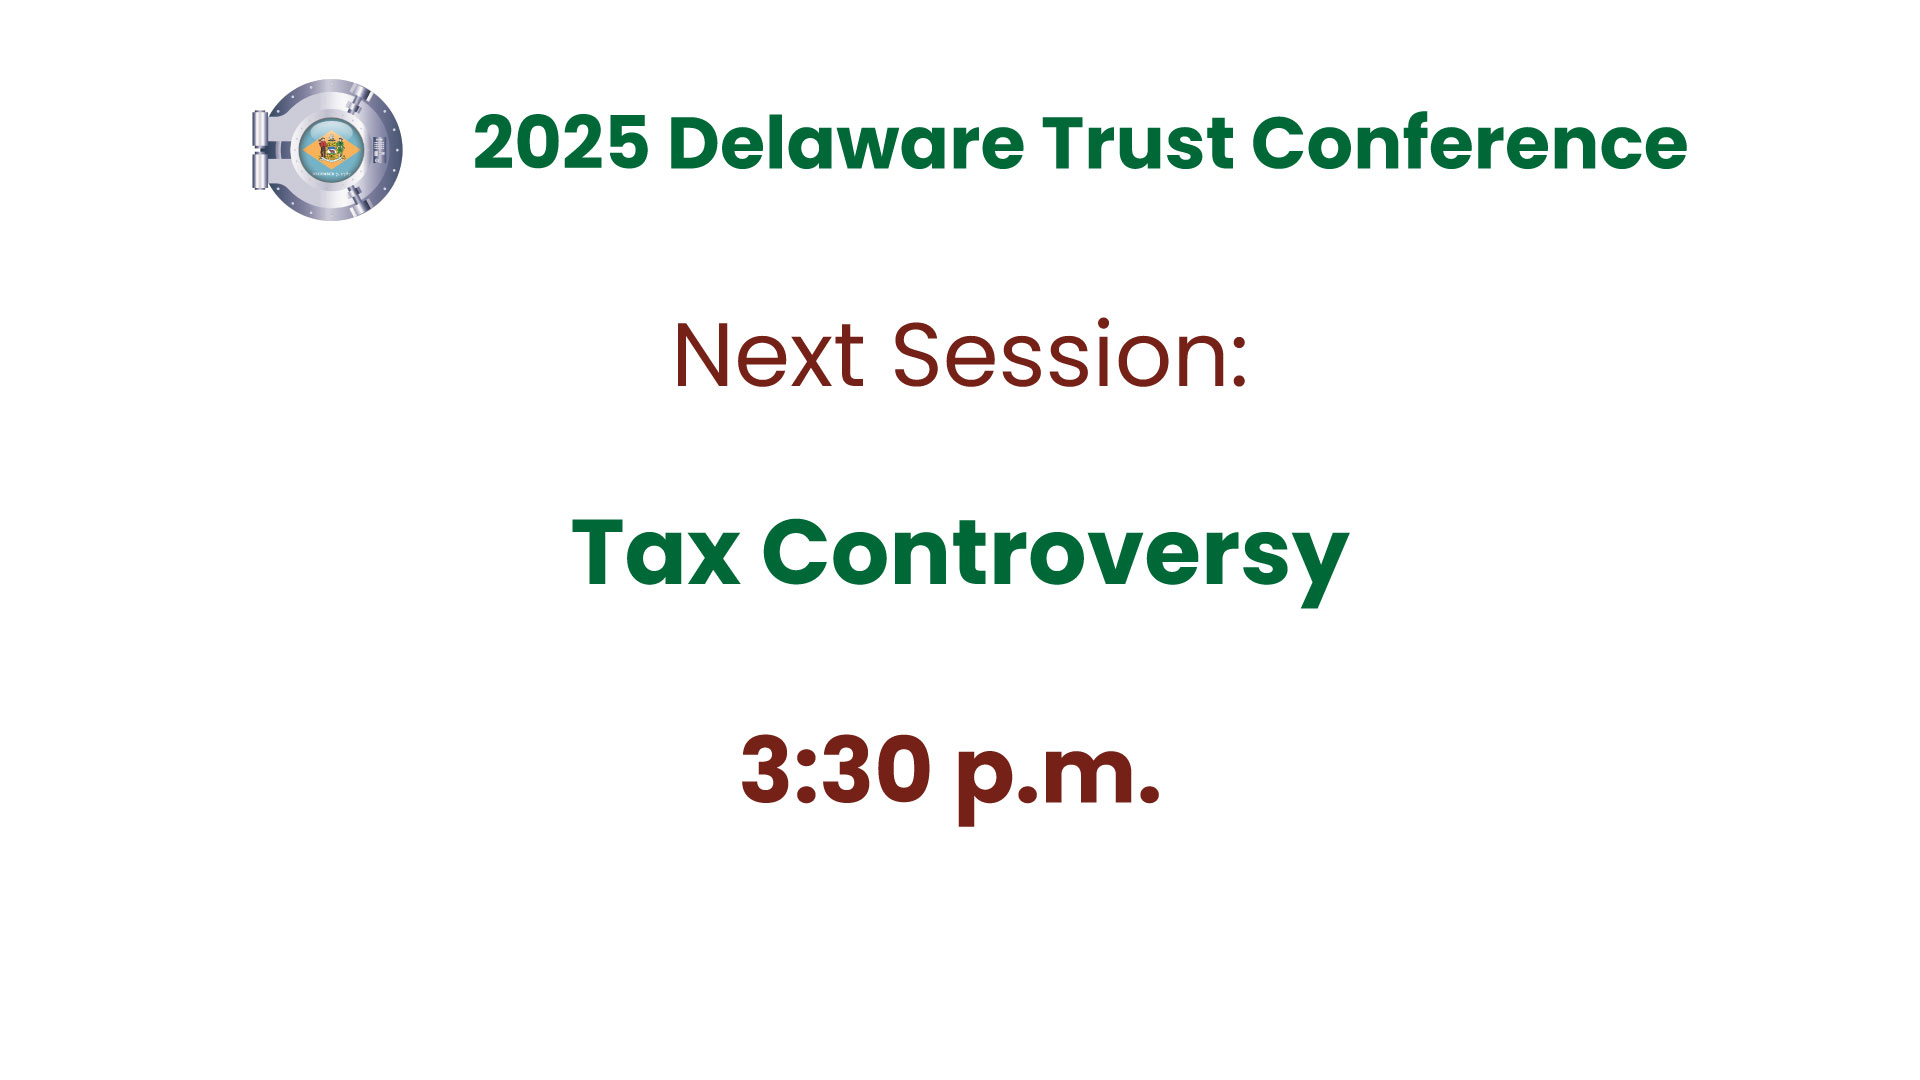 2025 Delaware Trust Conference
Next Session:
Tax Controversy
3:30 p.m.